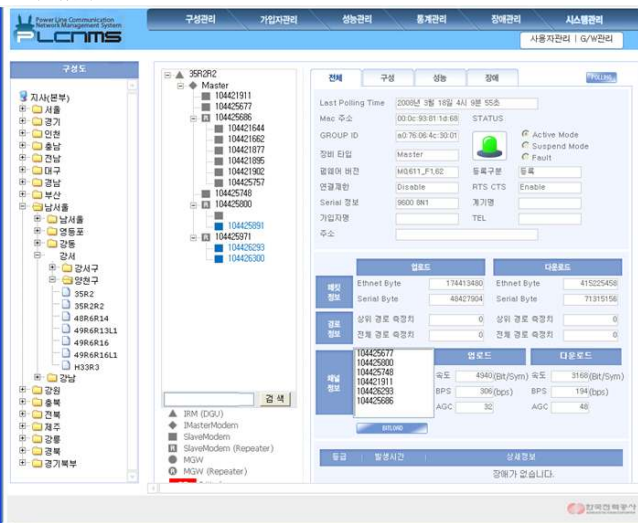 Power Line Communication
Network Management System
PLCNMS
구성관리 가입자관리 성능관리 통계관리 장애관리 시스템관리
사용자관리 | G/W관리
구성도
지사(본부)
서울
경기
인천
충남
전남
대구
경남
부산
남서울
남서울
영등포
강동
강서
강서구
양천구
35R2
35R2R2
48R6R14
49R6R13L1
49R6R16
49R6R16L1
H33R3
강남
강원
충북
전북
제주
강릉
경북
경기북부
35R2R2
Master
104421911
104425677
104425686
104421644
104421662
104421877
104421895
104421902
104425757
104425748
104425800
104425891
104425971
104426293
104426300
검색
IRM (DGU)
IMasterModem
SlaveModem
SlaveModem (Repeater)
MGW
MGW (Repeater)
전체 구성 성능 장애
POLLING
Last Polling Time 2008년 3월 18일 4시 9분 55초
Mac 주소 00:0c:93:81:1d:68 STATUS
GROUP ID a0:76:06:4c:30:01
Active Mode
Suspend Mode
Fault
장비 타입 Master
펌웨어 버전 M0,611_F1,62 등록구분 등록
연결제한 Disable RTS CTS Enable
Serial 정보 9600 8N1 계기명
가입자명 TEL
주소
업로드 다운로드
패킷 정보
Ethnet Byte 174413480 Ethnet Byte 415225458
Serial Byte 48427904 Serial Byte 71315156
경로 정보
상위 경로 측정치 0 상위 경로 측정치 0
전체 경로 측정치 0 전체 경로 측정치 0
채널 정보
104425677
104425800
104425748
104421911
104426293
104425686
업로드 다운로드
속도 4940 (Bit/Sym) 속도 3168 (Bit/Sym)
BPS 306 (bps) BPS 194 (bps)
AGC 32 AGC 48
BITLOAD
등급 발생시간 상세정보
장애가 없습니다.
한국전력공사